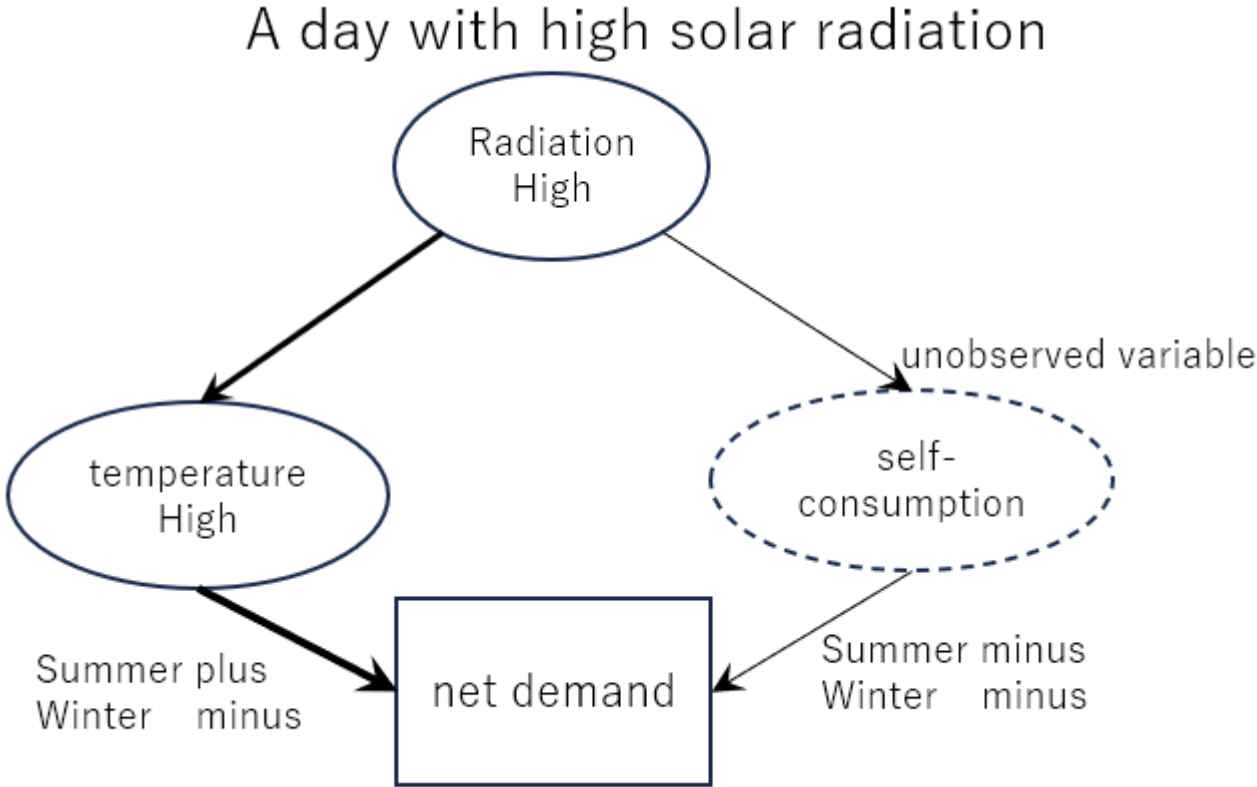 A day with high solar radiation
Radiation
High
unobserved variable
temperature
High
self-
consumption
Summer plus
Winter minus
net demand
Summer minus
Winter minus